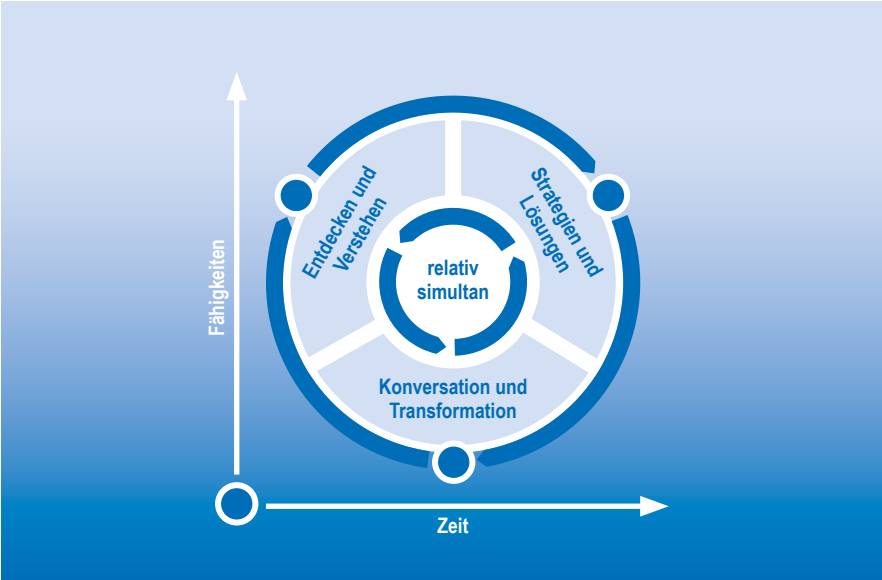 Entdecken und
Verstehen
Strategien und
Lösungen
relativ
simultan
Konversation und
Transformation
Fähigkeiten
Zeit